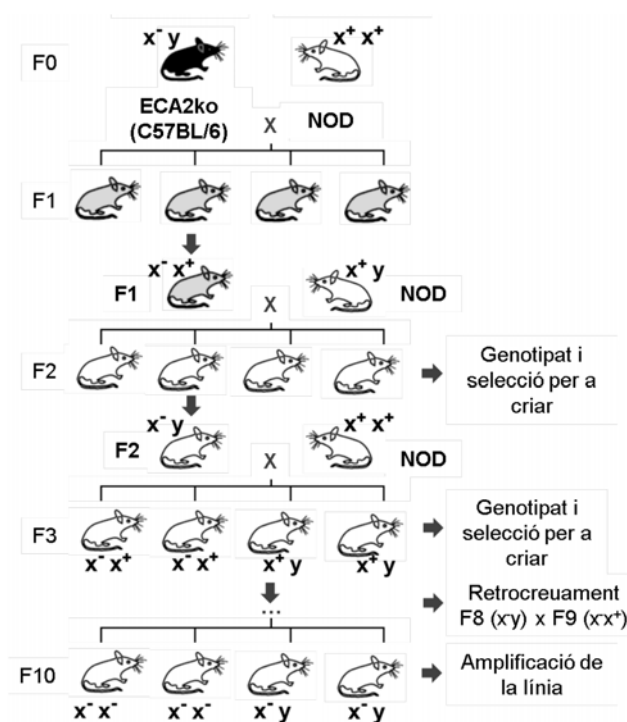 x⁻ y
x⁺ x⁺
F0
ECA2ko
(C57BL/6)
X
NOD
F1
x⁻ x⁺
x⁺ y
F1
X
NOD
F2
Genotipat i
selecció per a
criar
x⁻ y
x⁺ x⁺
F2
X
NOD
F3
Genotipat i
selecció per a
criar
x⁻ x⁺
x⁻ x⁺
x⁺ y
x⁺ y
...
Retrocreuament
F8 (x⁻y) x F9 (x⁻x⁺)
F10
Amplificació de
la línia
x⁻ x⁻
x⁻ x⁻
x⁻ y
x⁻ y